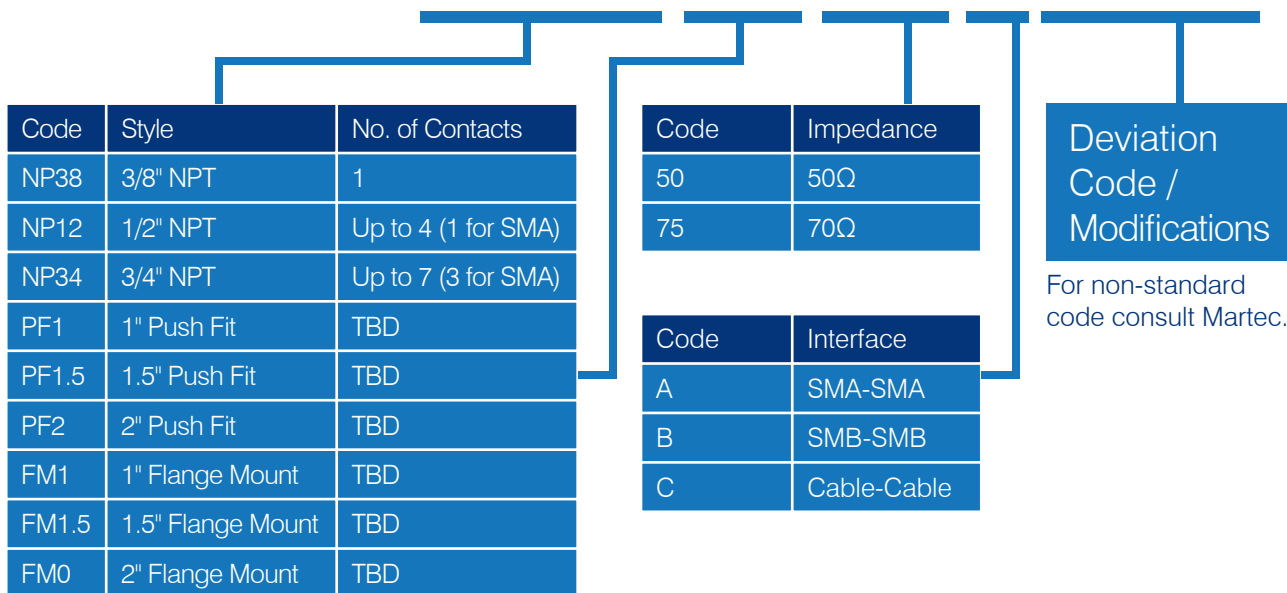 Code Style No. of Contacts
NP38 3/8" NPT 1
NP12 1/2" NPT Up to 4 (1 for SMA)
NP34 3/4" NPT Up to 7 (3 for SMA)
PF1 1" Push Fit TBD
PF1.5 1.5" Push Fit TBD
PF2 2" Push Fit TBD
FM1 1" Flange Mount TBD
FM1.5 1.5" Flange Mount TBD
FM0 2" Flange Mount TBD
Code Impedance
50 50Ω
75 70Ω
Code Interface
A SMA-SMA
B SMB-SMB
C Cable-Cable
Deviation
Code /
Modifications
For non-standard
code consult Martec.